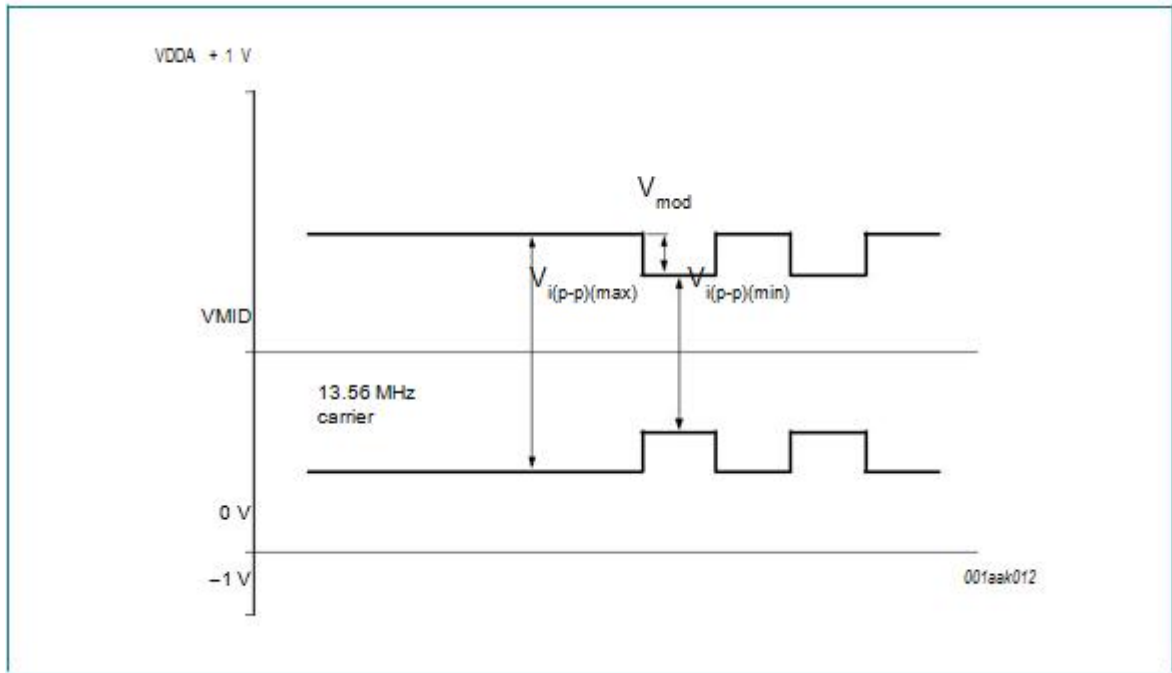 VDDA + 1 V
V mod
V i(p-p)(max)
V i(p-p)(min)
VMID
13.56 MHz
carrier
0 V
–1 V
001aak012